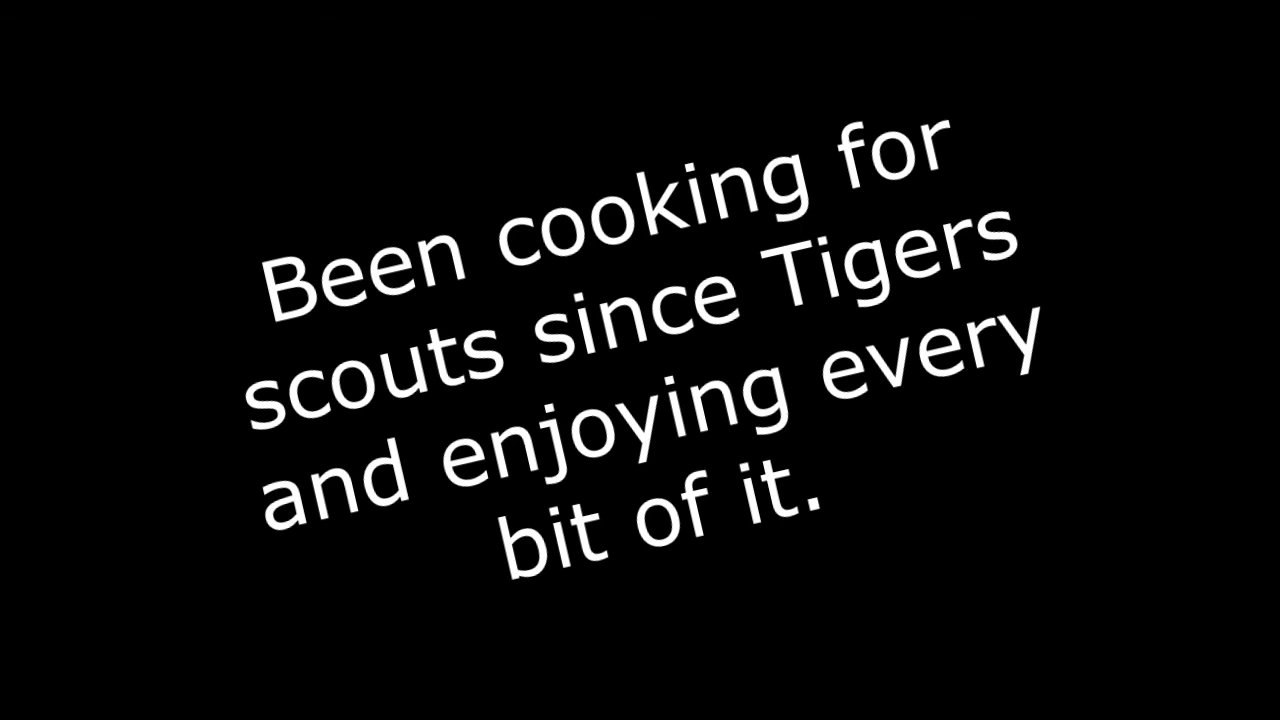 Been cooking for
scouts since Tigers
and enjoying every
bit of it.